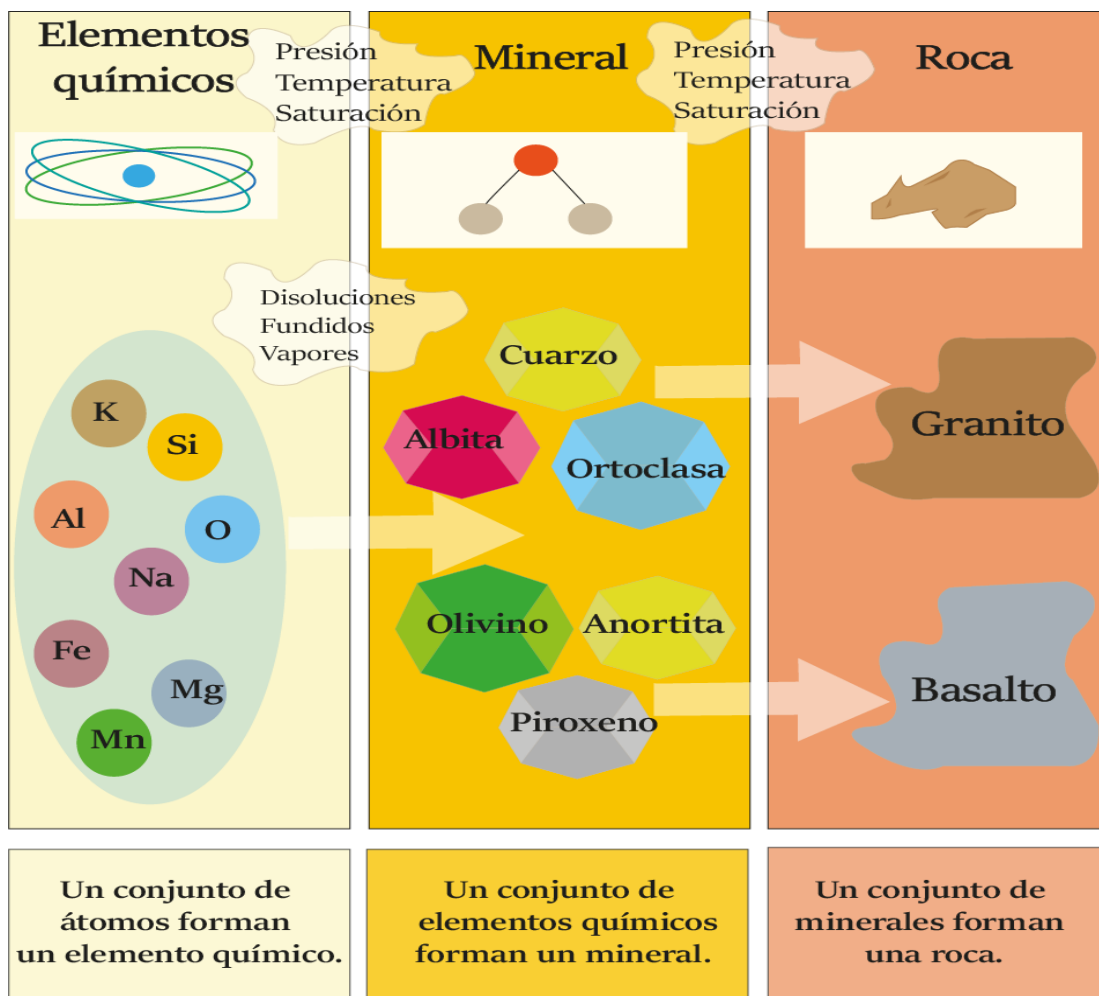 Elementos
químicos
Presión
Temperatura
Saturación
Mineral
Presión
Temperatura
Saturación
Roca
Disoluciones
Fundidos
Vapores
K
Si
Al
O
Na
Fe
Mg
Mn
Cuarzo
Albita
Ortoclasa
Olivino
Anortita
Piroxeno
Granito
Basalto
Un conjunto de
átomos forman
un elemento químico.
Un conjunto de
elementos químicos
forman un mineral.
Un conjunto de
minerales forman
una roca.